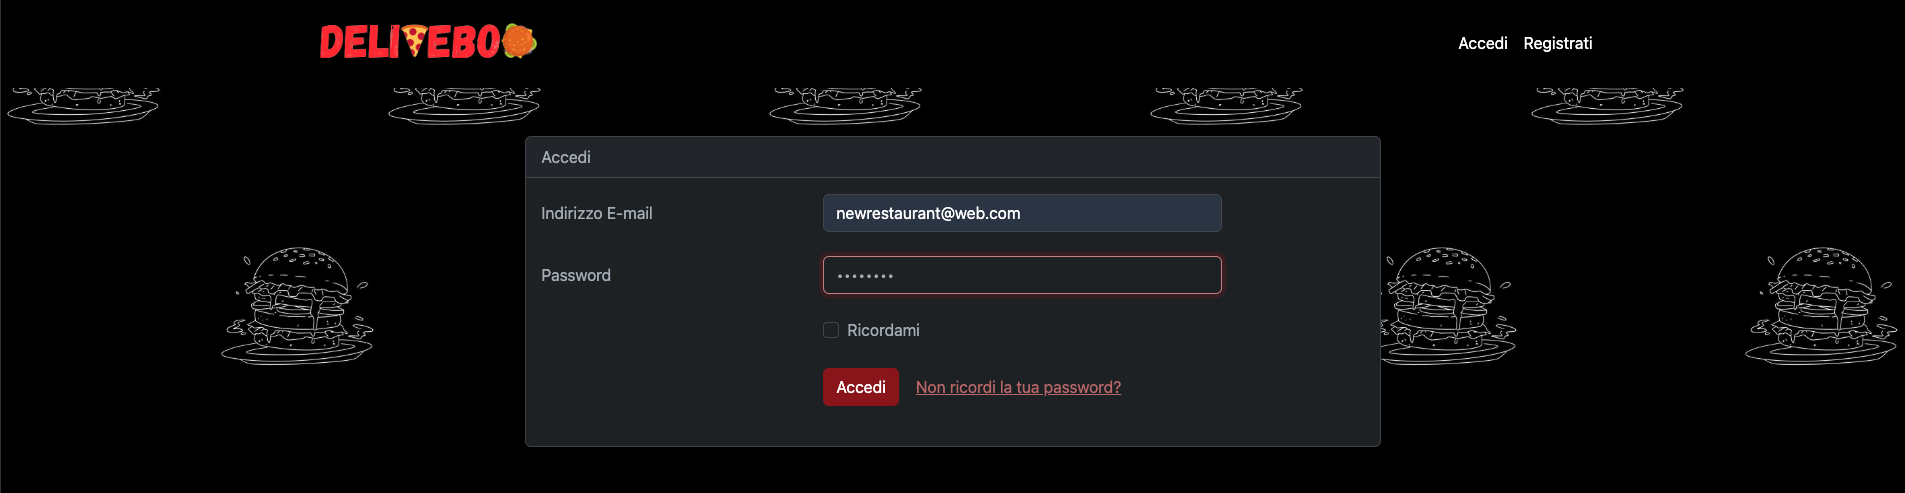 DELIVEBOO
Accedi Registrati
Accedi
Indirizzo E-mail newrestaurant@web.com
Password ••••••••
Ricordami
Accedi Non ricordi la tua password?